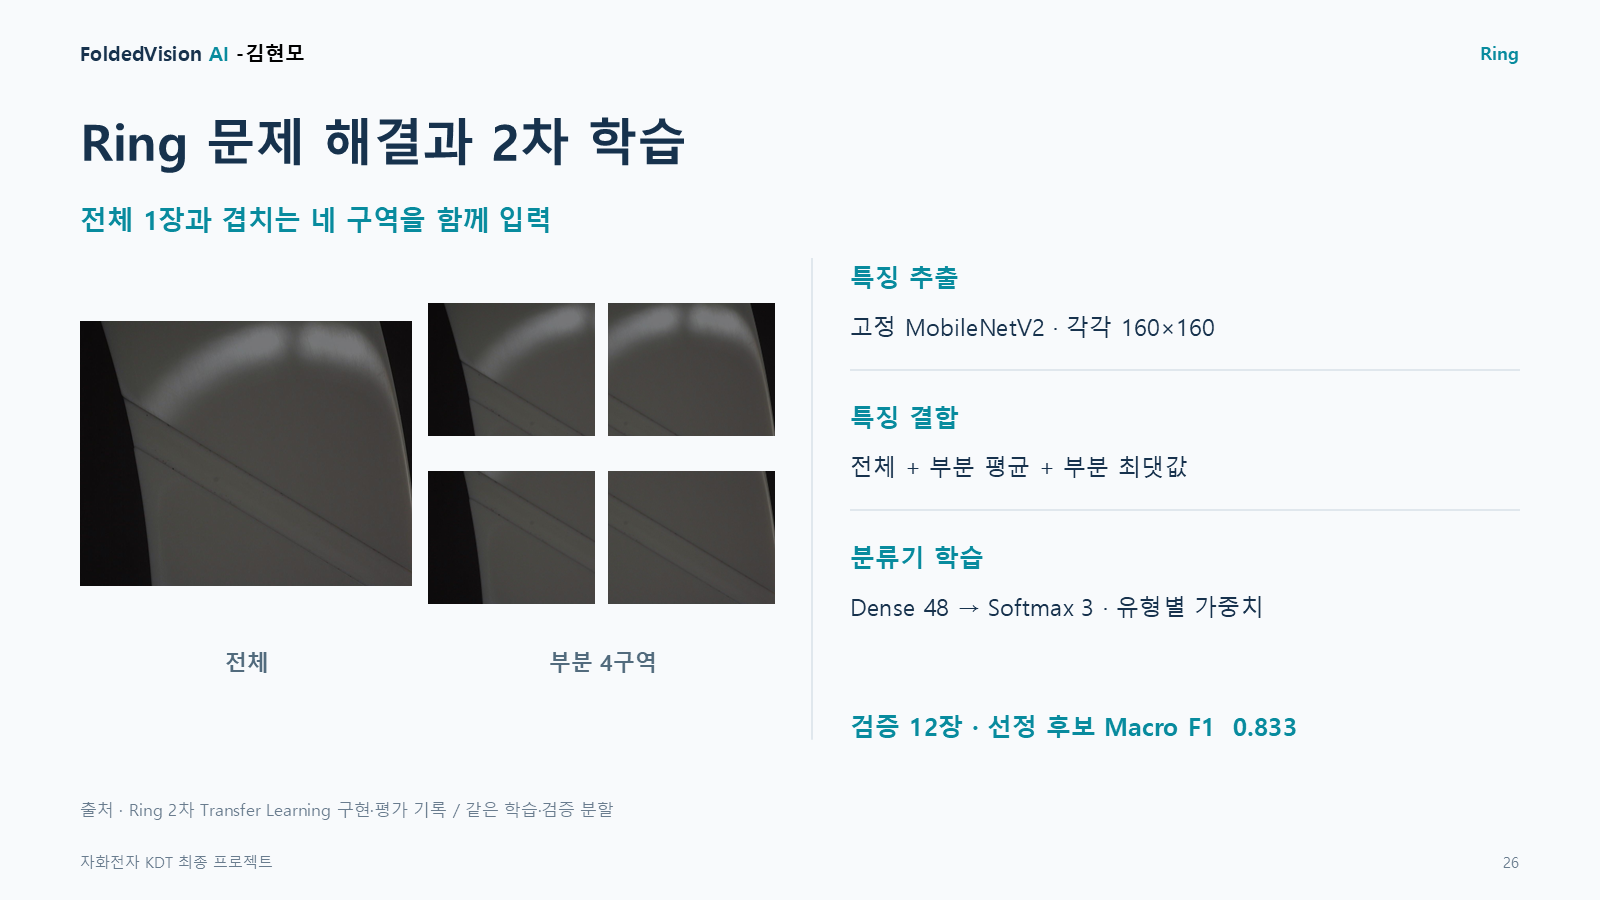 FoldedVision AI -김현모
Ring
Ring 문제 해결과 2차 학습
전체 1장과 겹치는 네 구역을 함께 입력
전체
부분 4구역
특징 추출
고정 MobileNetV2 · 각각 160×160
특징 결합
전체 + 부분 평균 + 부분 최댓값
분류기 학습
Dense 48 → Softmax 3 · 유형별 가중치
검증 12장 · 선정 후보 Macro F1 0.833
출처 · Ring 2차 Transfer Learning 구현·평가 기록 / 같은 학습·검증 분할
자화전자 KDT 최종 프로젝트
26